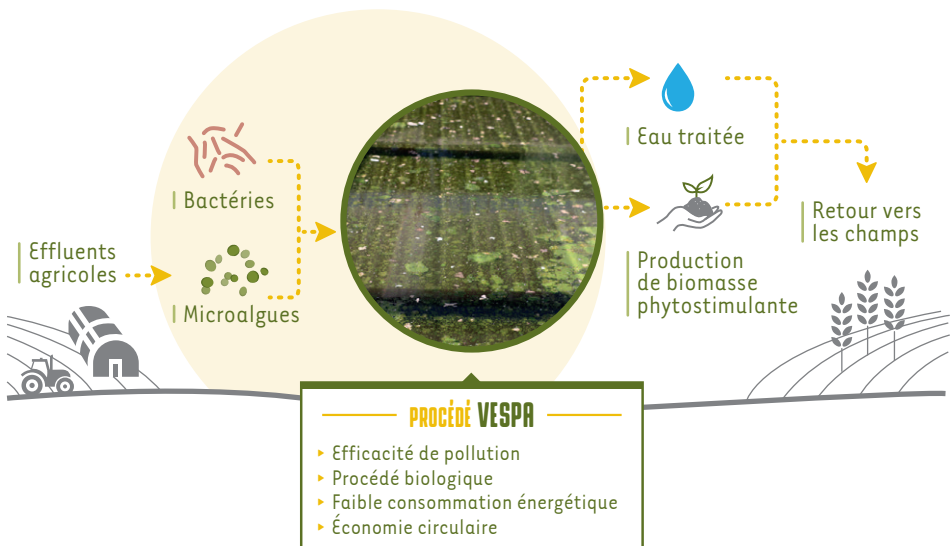 Bactéries
Microalgues
Effluents
agricoles
Eau traitée
Production
de biomasse
phytostimulante
Retour vers
les champs
PROCÉDÉ VESPA
Efficacité de pollution
Procédé biologique
Faible consommation énergétique
Économie circulaire